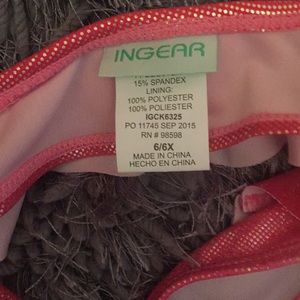 INGEAR
15% SPANDEX
LINING:
100% POLYESTER
100% POLIESTER
IGCK6325
PO 11745 SEP 2015
RN # 98598
6/6X
MADE IN CHINA
HECHO EN CHINA